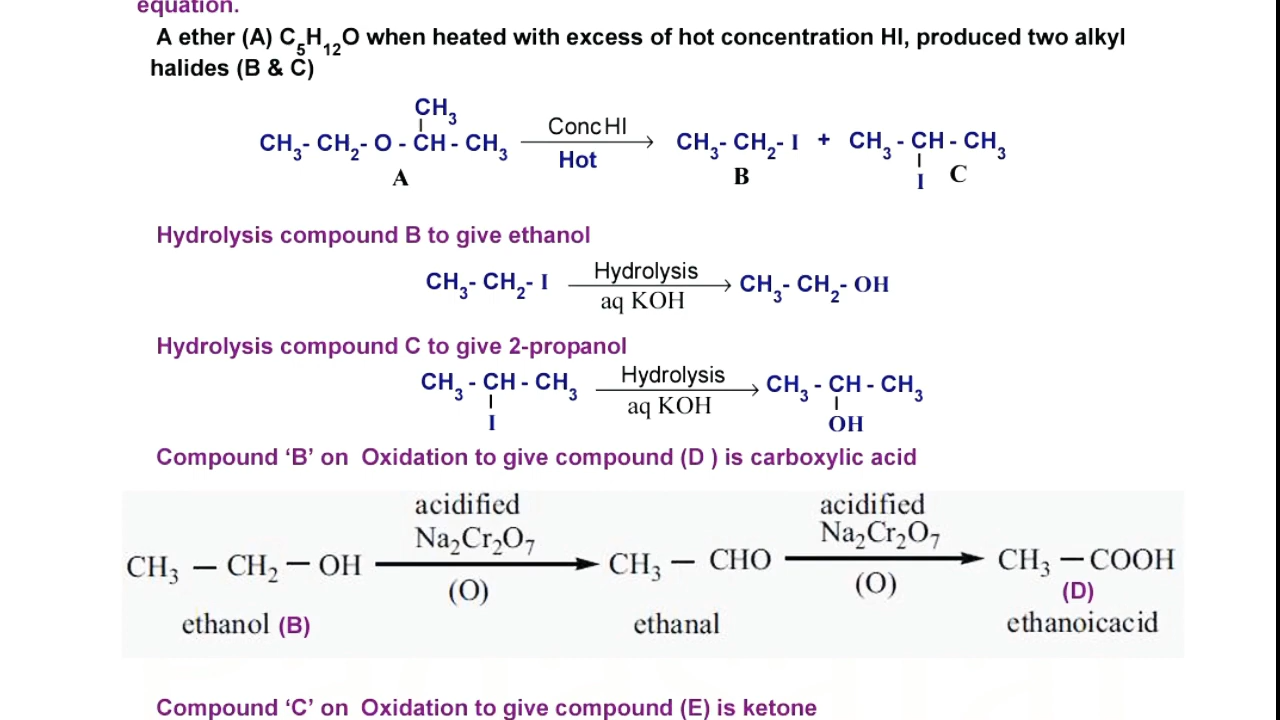 equation.
A ether (A) C5H12O when heated with excess of hot concentration HI, produced two alkyl
halides (B & C)
CH3
CH3- CH2- O - CH - CH3 Conc HI CH3- CH2- I + CH3 - CH - CH3
Hot
A B I C
Hydrolysis compound B to give ethanol
CH3- CH2- I Hydrolysis CH3- CH2- OH
aq KOH
Hydrolysis compound C to give 2-propanol
CH3 - CH - CH3 Hydrolysis CH3 - CH - CH3
aq KOH
I OH
Compound ‘B’ on Oxidation to give compound (D ) is carboxylic acid
acidified acidified
Na2Cr2O7 Na2Cr2O7
CH3 – CH2 – OH CH3 – CHO CH3 – COOH
(O) (O) (D)
ethanol (B) ethanal ethanoicacid
Compound ‘C’ on Oxidation to give compound (E) is ketone